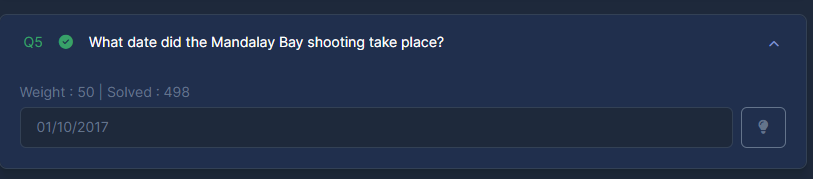 Q5 What date did the Mandalay Bay shooting take place?
Weight : 50 | Solved : 498
01/10/2017